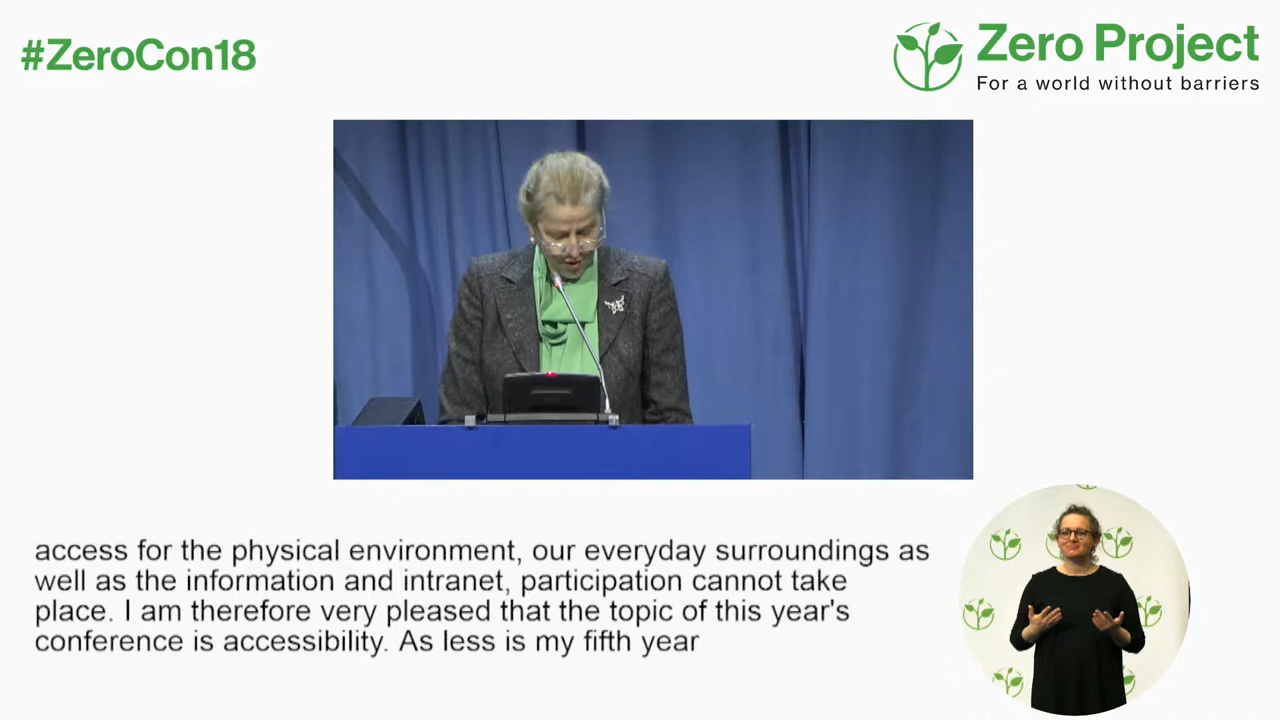 #ZeroCon18
Zero Project
For a world without barriers
access for the physical environment, our everyday surroundings as
well as the information and intranet, participation cannot take
place. I am therefore very pleased that the topic of this year's
conference is accessibility. As less is my fifth year